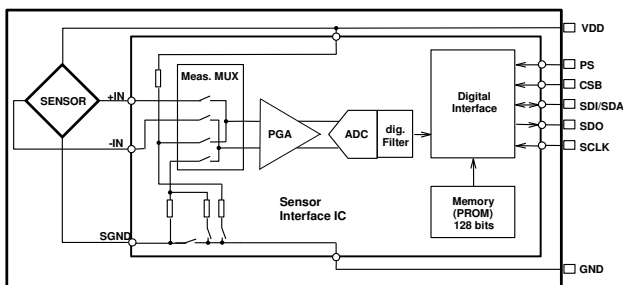 VDD
PS
Meas. MUX
CSB
+IN
Digital
Interface
SENSOR
SDI/SDA
PGA
ADC
dig.
Filter
SDO
-IN
SCLK
Sensor
Interface IC
Memory
(PROM)
128 bits
SGND
GND